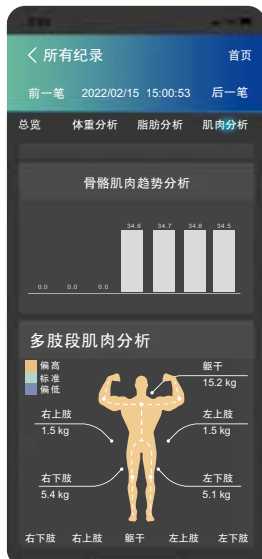 所有纪录
首页
前一笔 2022/02/15 15:00:53 后一笔
总览 体重分析 脂肪分析 肌肉分析
骨骼肌肉趋势分析
34.6 34.7 34.8 34.5
0.0 0.0 0.0
多肢段肌肉分析
偏高
标准
偏低
躯干
15.2 kg
右上肢
1.5 kg
左上肢
1.5 kg
右下肢
5.4 kg
左下肢
5.1 kg
右下肢 右上肢 躯干 左上肢 左下肢